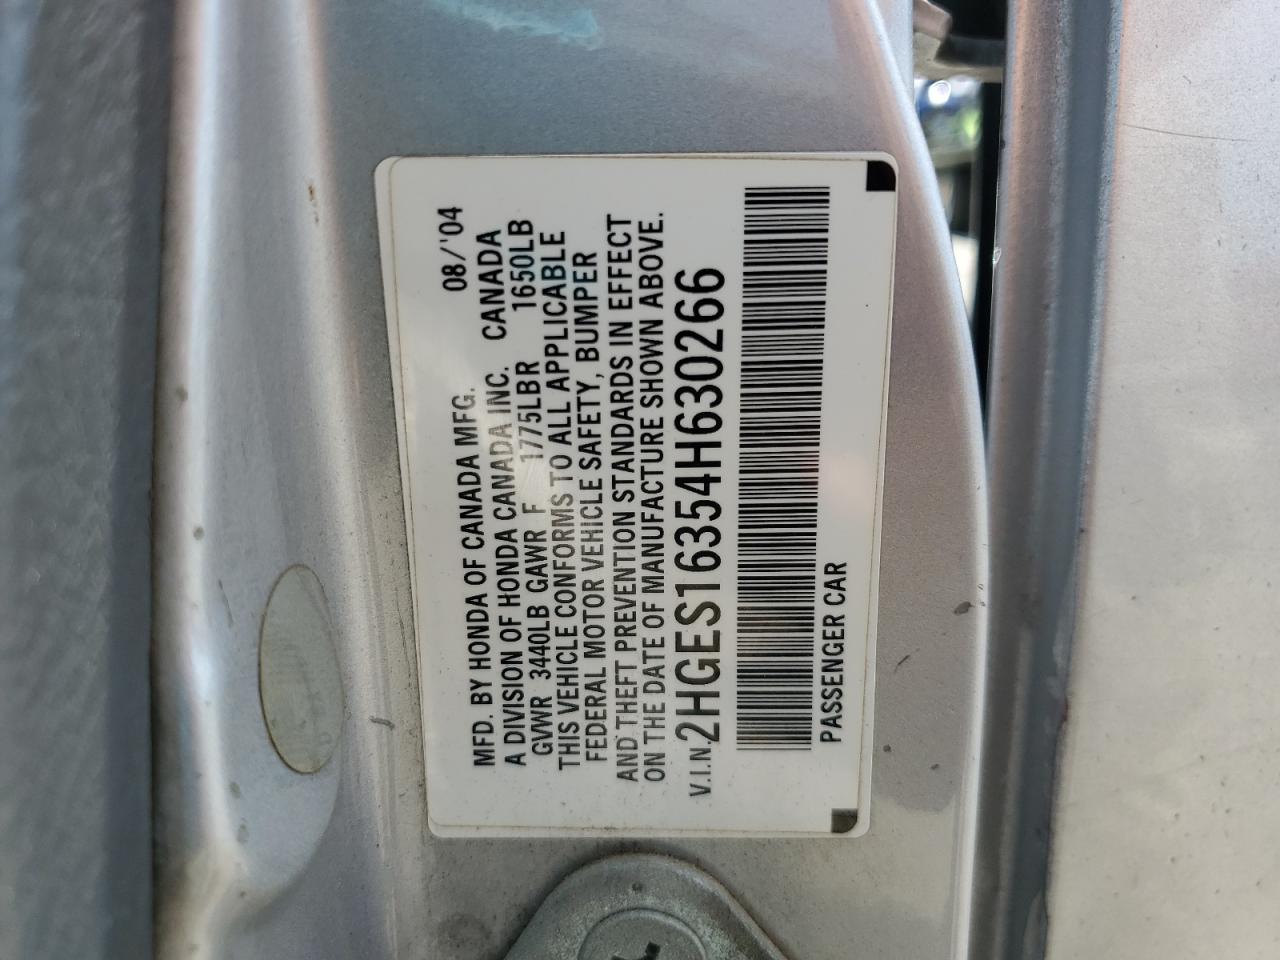 MFD. BY HONDA OF CANADA MFG. 08/'04
A DIVISION OF HONDA CANADA INC. CANADA
GVWR 3440LB GAWR F 1775LBR 1650LB
THIS VEHICLE CONFORMS TO ALL APPLICABLE
FEDERAL MOTOR VEHICLE SAFETY, BUMPER
AND THEFT PREVENTION STANDARDS IN EFFECT
ON THE DATE OF MANUFACTURE SHOWN ABOVE.
V.I.N. 2HGES16354H630266
PASSENGER CAR